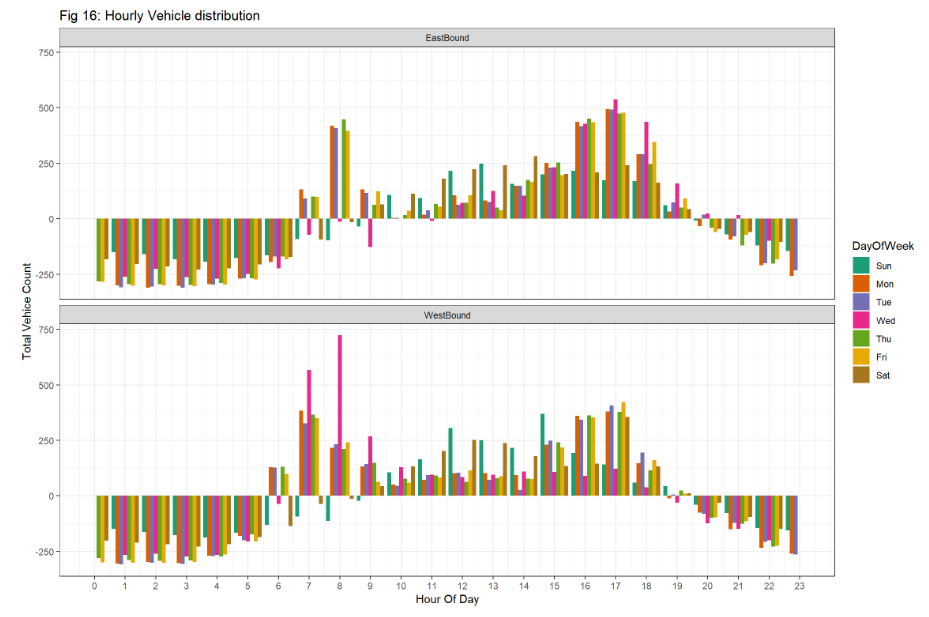 Fig 16: Hourly Vehicle distribution
EastBound
750
500
250
0
-250
WestBound
750
500
250
0
-250
0 1 2 3 4 5 6 7 8 9 10 11 12 13 14 15 16 17 18 19 20 21 22 23
Hour Of Day
Total Vehice Count
DayOfWeek
Sun
Mon
Tue
Wed
Thu
Fri
Sat